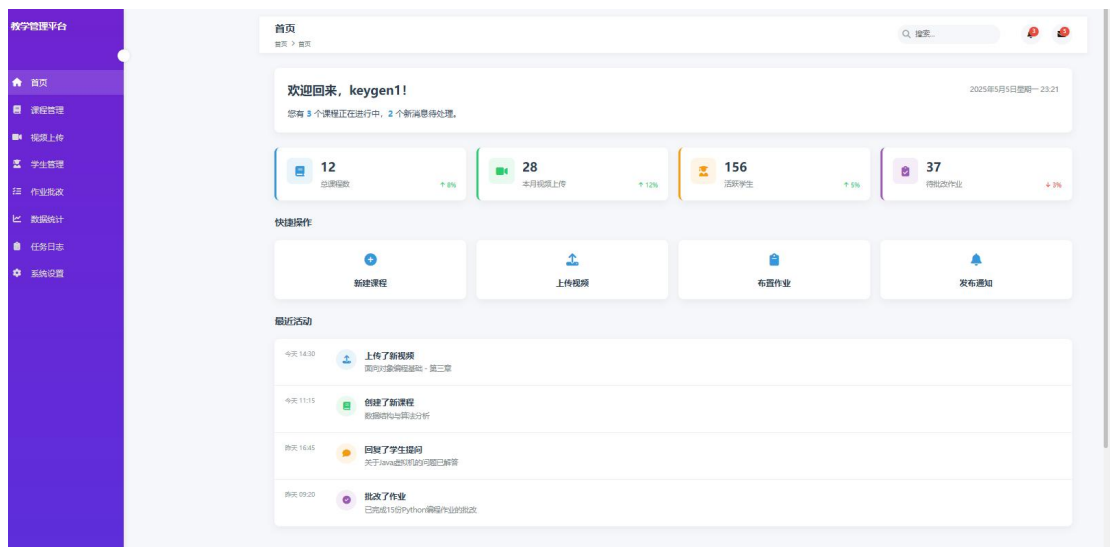 教学管理平台
首页
课程管理
视频上传
学生管理
作业批改
数据统计
任务日志
系统设置
首页
首页 > 首页
搜索...
3
欢迎回来，keygen1!
2025年5月5日星期一 23:21
您有 3 个课程正在进行中，2 个新消息待处理。
12
总课程数
↑ 8%
28
本月视频上传
↑ 12%
156
活跃学生
↑ 5%
37
待批改作业
↓ 3%
快捷操作
新建课程
上传视频
布置作业
发布通知
最近活动
今天 14:30
上传了新视频
面向对象编程基础 - 第三章
今天 11:15
创建了新课程
数据结构与算法分析
昨天 16:45
回复了学生提问
关于Java虚拟机的问题已解答
昨天 09:20
批改了作业
已完成15份Python编程作业的批改